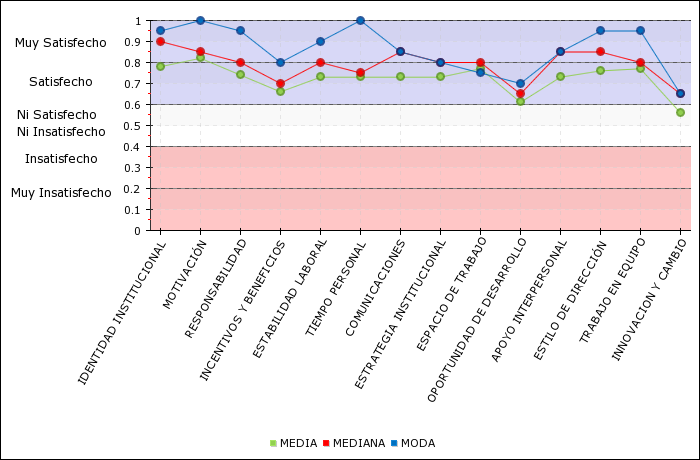 1
0.9
0.8
0.7
0.6
0.5
0.4
0.3
0.2
0.1
0
Muy Satisfecho
Satisfecho
Ni Satisfecho
Ni Insatisfecho
Insatisfecho
Muy Insatisfecho
IDENTIDAD INSTITUCIONAL
MOTIVACIÓN
RESPONSABILIDAD
INCENTIVOS Y BENEFICIOS
ESTABILIDAD LABORAL
TIEMPO PERSONAL
COMUNICACIONES
ESTRATEGIA INSTITUCIONAL
ESPACIO DE TRABAJO
OPORTUNIDAD DE DESARROLLO
APOYO INTERPERSONAL
ESTILO DE DIRECCIÓN
TRABAJO EN EQUIPO
INNOVACION Y CAMBIO
MEDIA MEDIANA MODA